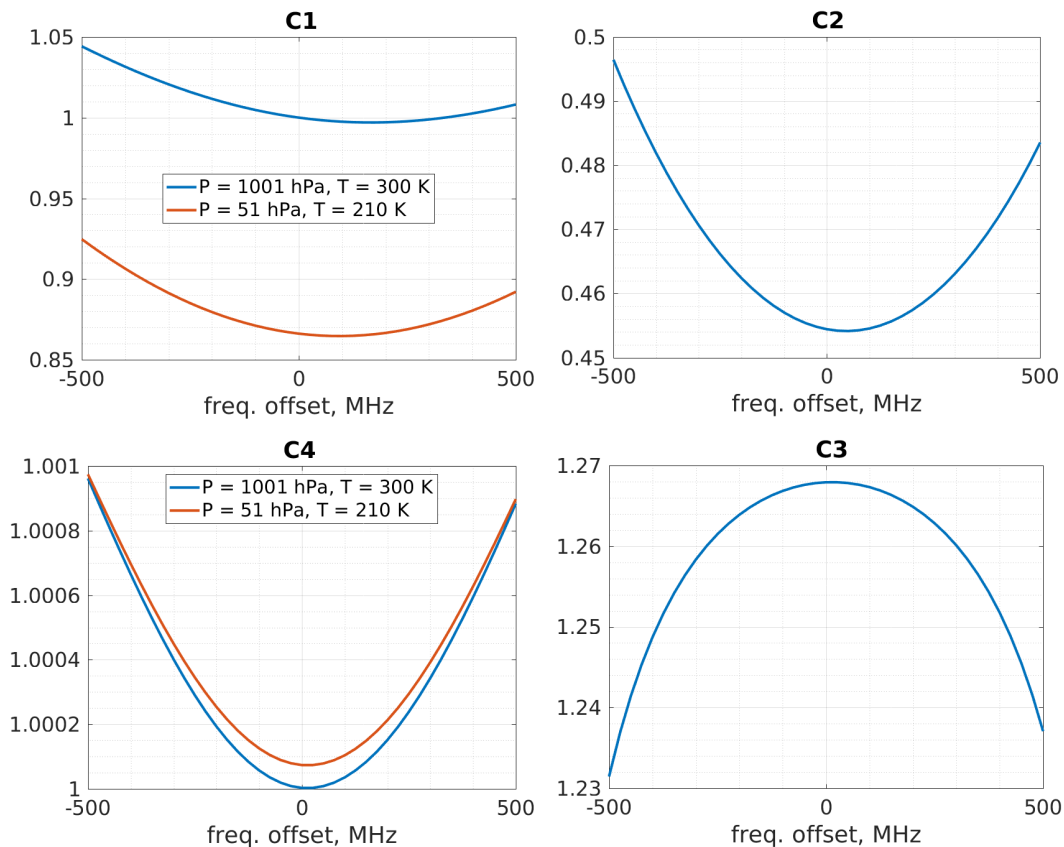 C1
1.05
1
0.95
0.9
0.85
P = 1001 hPa, T = 300 K
P = 51 hPa, T = 210 K
-500 0 500
freq. offset, MHz
C2
0.5
0.49
0.48
0.47
0.46
0.45
-500 0 500
freq. offset, MHz
C4
1.001
1.0008
1.0006
1.0004
1.0002
1
P = 1001 hPa, T = 300 K
P = 51 hPa, T = 210 K
-500 0 500
freq. offset, MHz
C3
1.27
1.26
1.25
1.24
1.23
-500 0 500
freq. offset, MHz